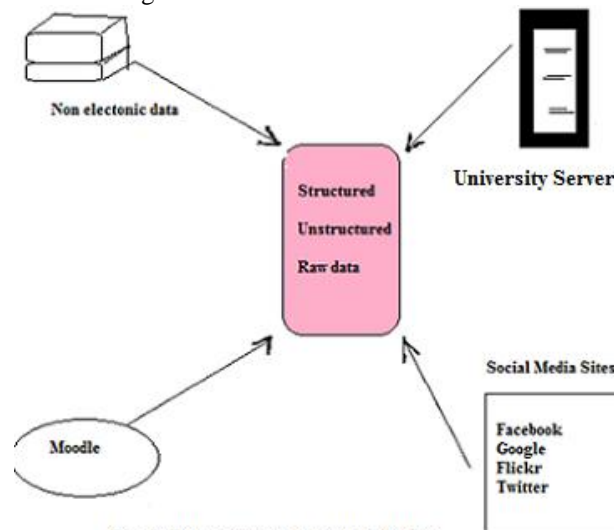 Non electonic data
University Server
Structured
Unstructured
Raw data
Social Media Sites
Moodle
Facebook
Google
Flickr
Twitter